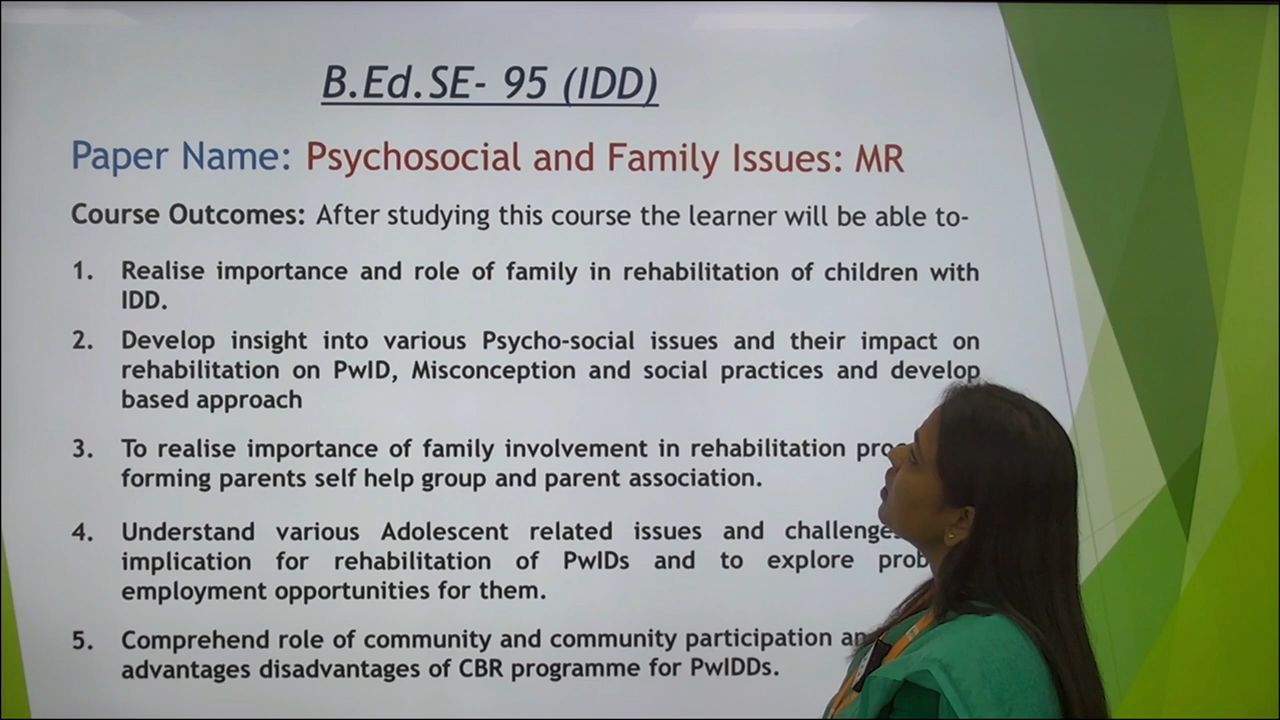 B.Ed.SE- 95 (IDD)
Paper Name: Psychosocial and Family Issues: MR
Course Outcomes: After studying this course the learner will be able to-
1. Realise importance and role of family in rehabilitation of children with
IDD.
2. Develop insight into various Psycho-social issues and their impact on
rehabilitation on PwID, Misconception and social practices and develop
based approach
3. To realise importance of family involvement in rehabilitation
forming parents self help group and parent association.
4. Understand various Adolescent related issues and
implication for rehabilitation of PwIDs and to explore
employment opportunities for them.
5. Comprehend role of community and community participation
advantages disadvantages of CBR programme for PwIDDs.